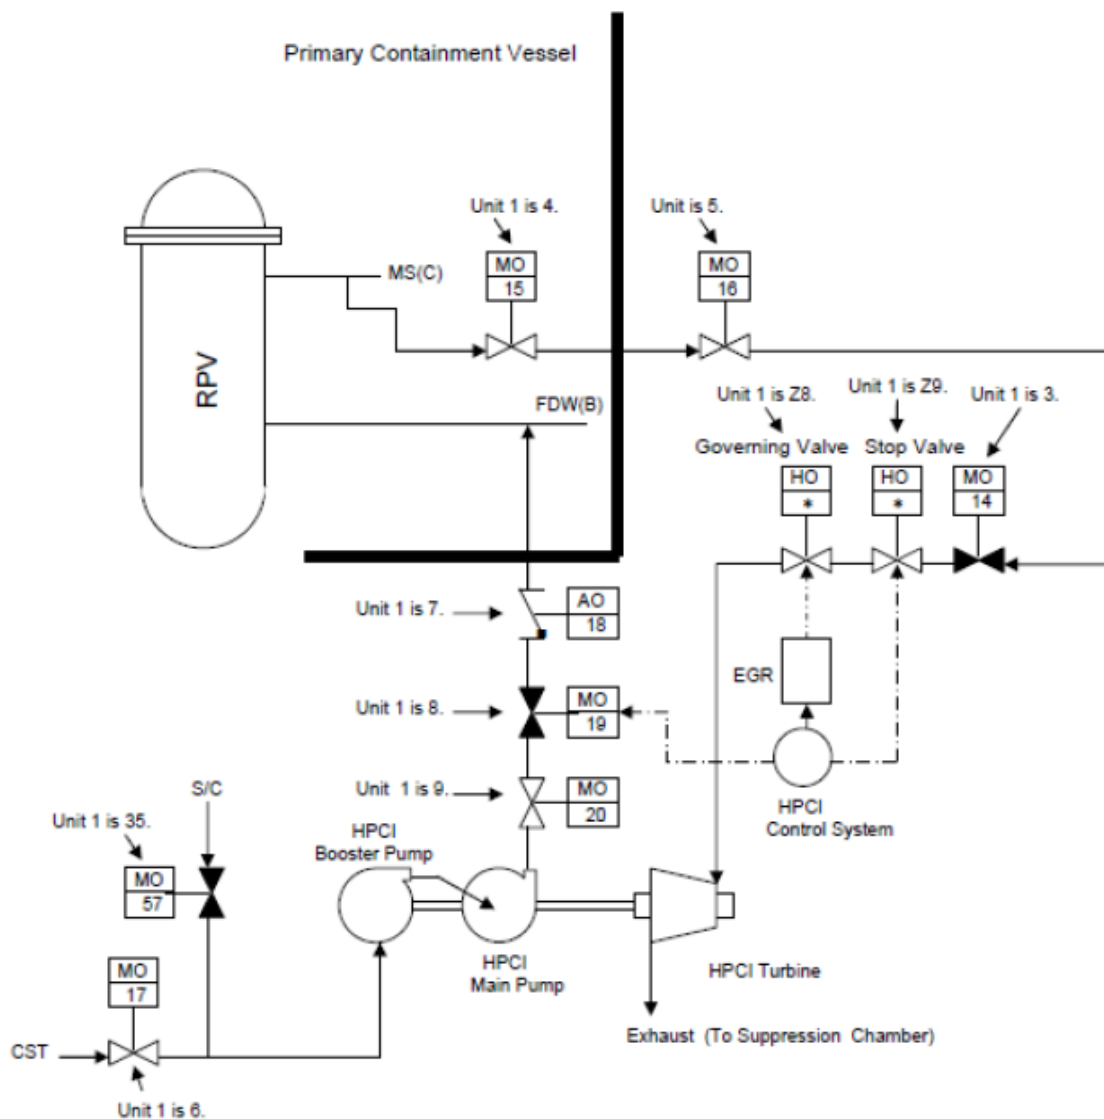 Primary Containment Vessel
Unit 1 is 4.
Unit is 5.
MO
15
MO
16
MS(C)
RPV
FDW(B)
Unit 1 is Z8.
Unit 1 is Z9.
Unit 1 is 3.
Governing Valve
Stop Valve
HO
*
HO
*
MO
14
Unit 1 is 7.
AO
18
EGR
Unit 1 is 8.
MO
19
Unit 1 is 9.
MO
20
HPCI
Control System
S/C
Unit 1 is 35.
MO
57
HPCI
Booster Pump
HPCI
Main Pump
HPCI Turbine
MO
17
Exhaust (To Suppression Chamber)
CST
Unit 1 is 6.